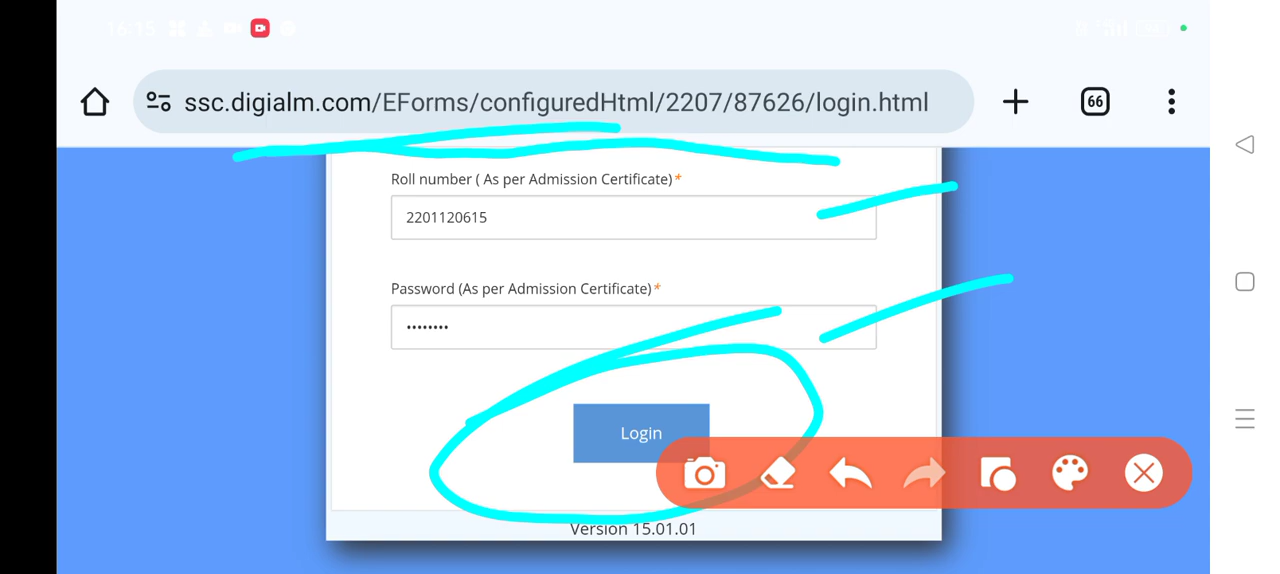 16:15
ssc.digialm.com/EForms/configuredHtml/2207/87626/login.html
66
Roll number ( As per Admission Certificate)*
2201120615
Password (As per Admission Certificate)*
••••••••
Login
Version 15.01.01